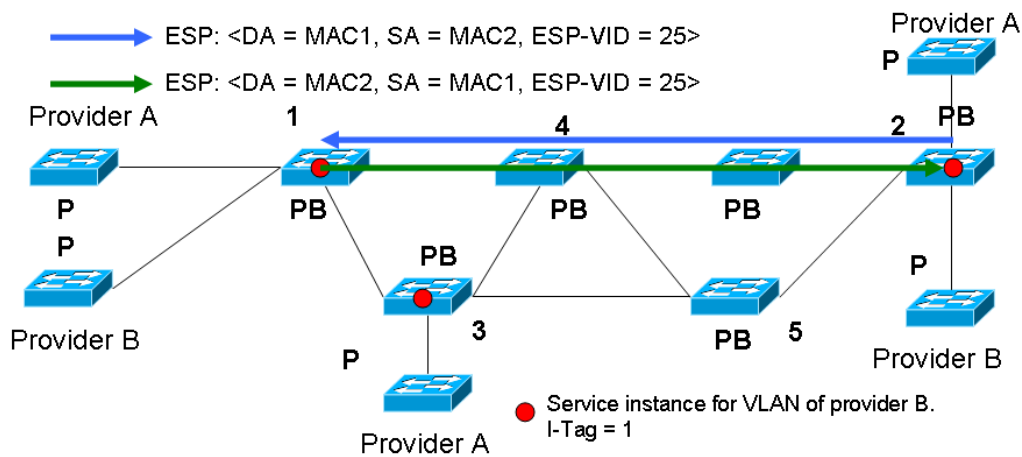 Provider A
ESP: <DA = MAC1, SA = MAC2, ESP-VID = 25>
P
ESP: <DA = MAC2, SA = MAC1, ESP-VID = 25>
Provider A
1
4
2
PB
P
PB
PB
PB
P
PB
P
Provider B
3
PB
5
Provider B
P
Service instance for VLAN of provider B.
I-Tag = 1
Provider A